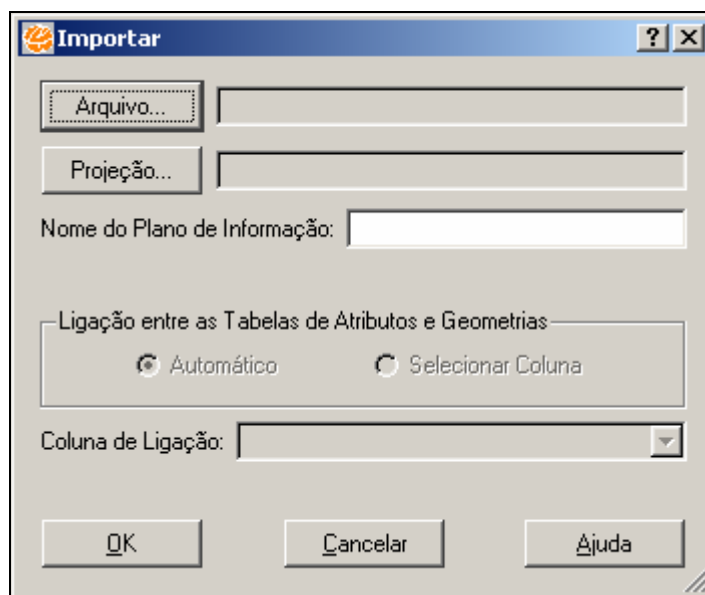 Importar
Arquivo...
Projeção...
Nome do Plano de Informação:
Ligação entre as Tabelas de Atributos e Geometrias
Automático Selecionar Coluna
Coluna de Ligação:
OK Cancelar Ajuda